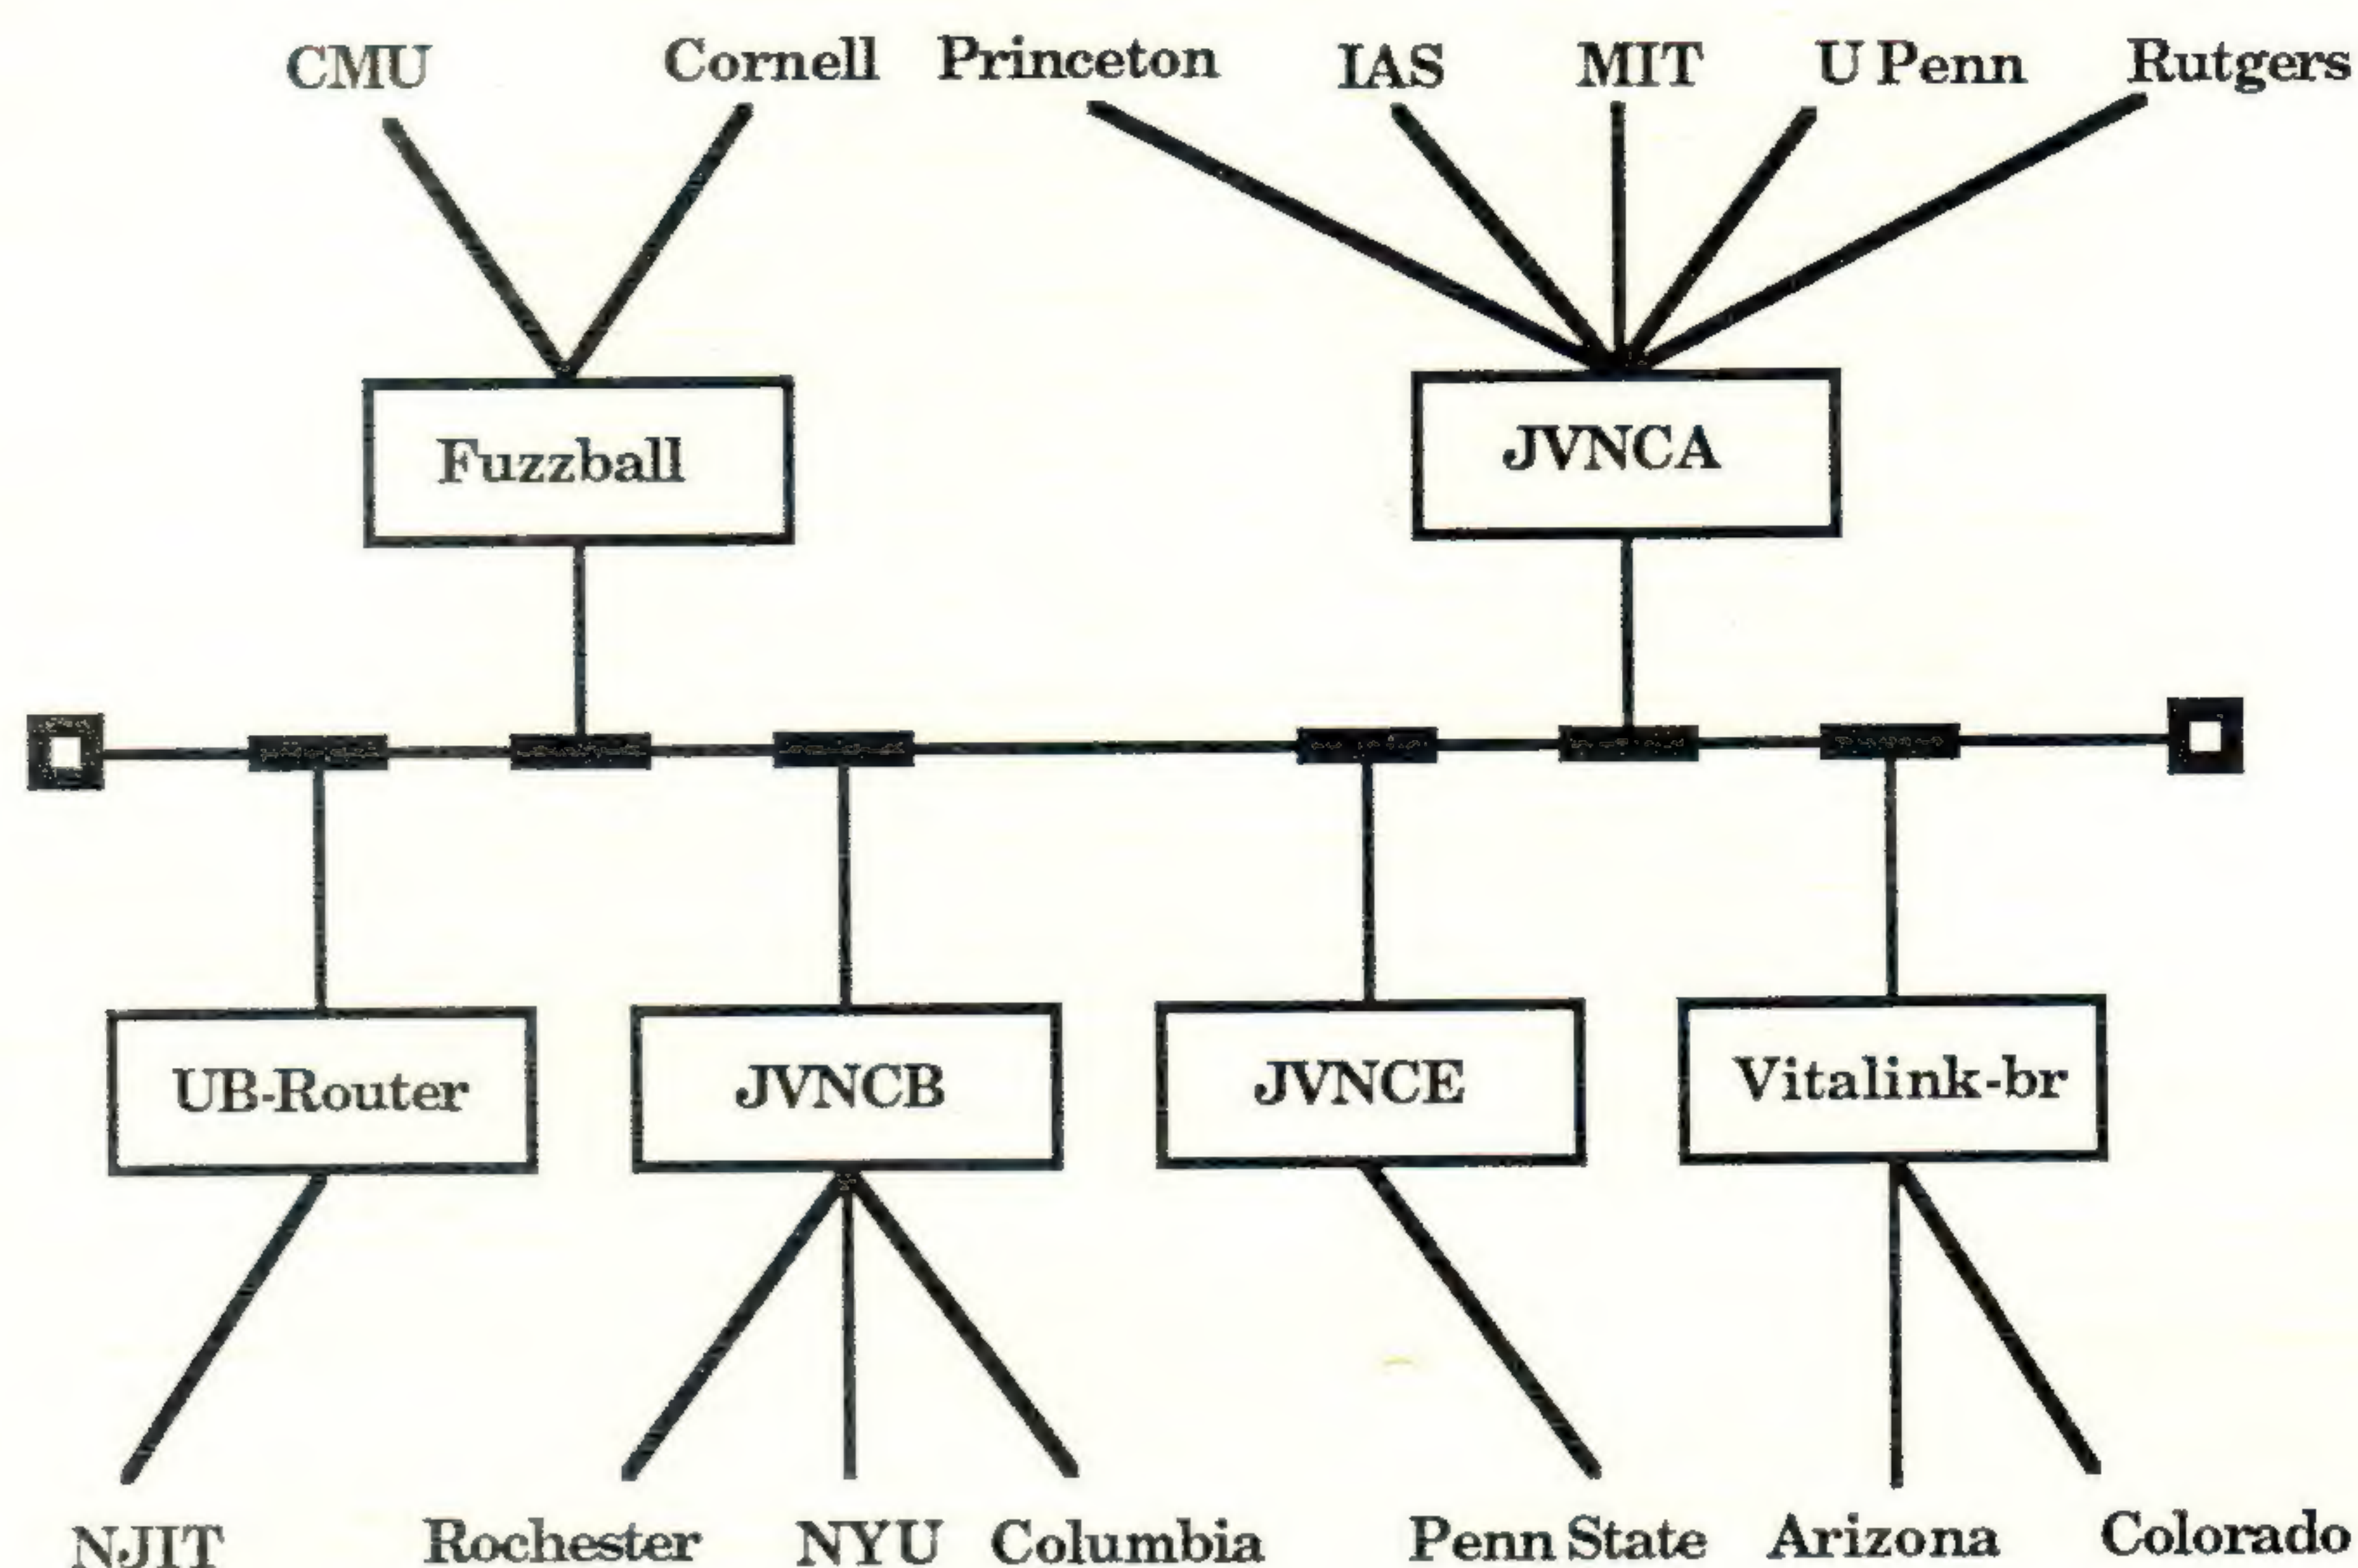 CMU Cornell Princeton IAS MIT U Penn Rutgers
Fuzzball JVNCA
UB-Router JVNCB JVNCE Vitalink-br
NJIT Rochester NYU Columbia Penn State Arizona Colorado